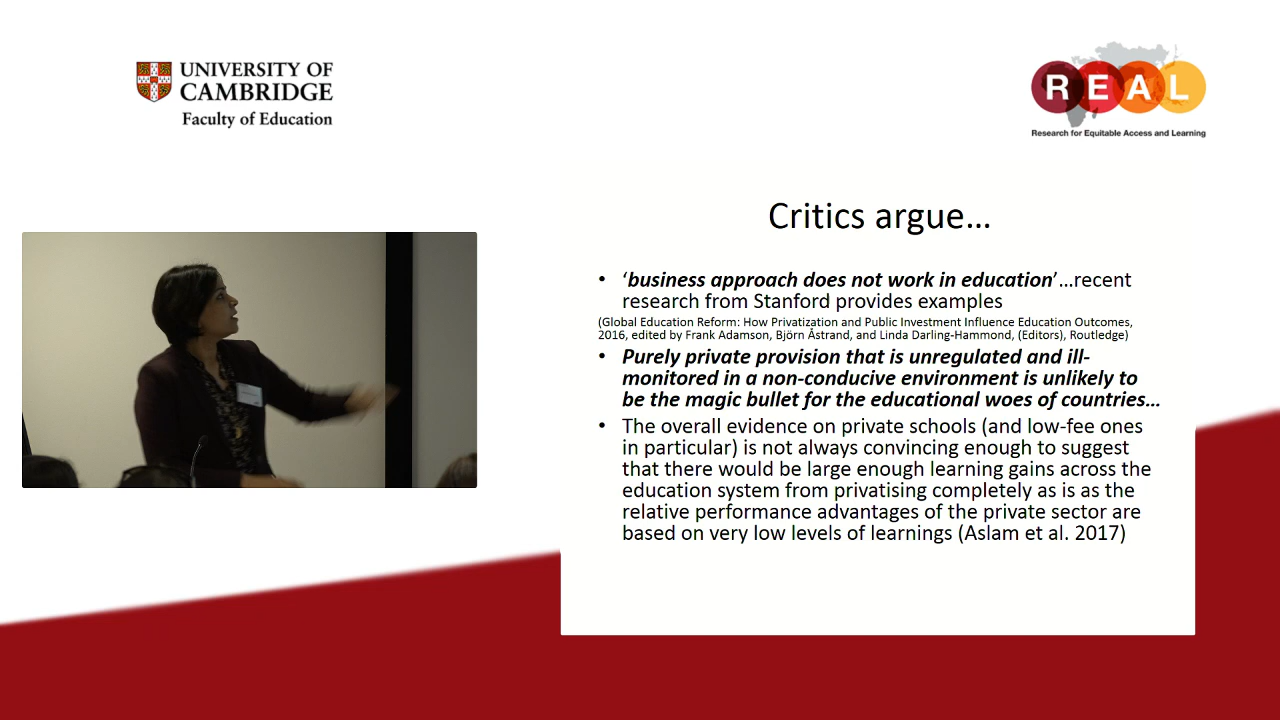 UNIVERSITY OF
CAMBRIDGE
Faculty of Education
R E A L
Research for Equitable Access and Learning
Critics argue…
• ‘business approach does not work in education’…recent
research from Stanford provides examples
(Global Education Reform: How Privatization and Public Investment Influence Education Outcomes,
2016, edited by Frank Adamson, Björn Åstrand, and Linda Darling-Hammond, (Editors), Routledge)
• Purely private provision that is unregulated and ill-
monitored in a non-conducive environment is unlikely to
be the magic bullet for the educational woes of countries…
• The overall evidence on private schools (and low-fee ones
in particular) is not always convincing enough to suggest
that there would be large enough learning gains across the
education system from privatising completely as is as the
relative performance advantages of the private sector are
based on very low levels of learnings (Aslam et al. 2017)